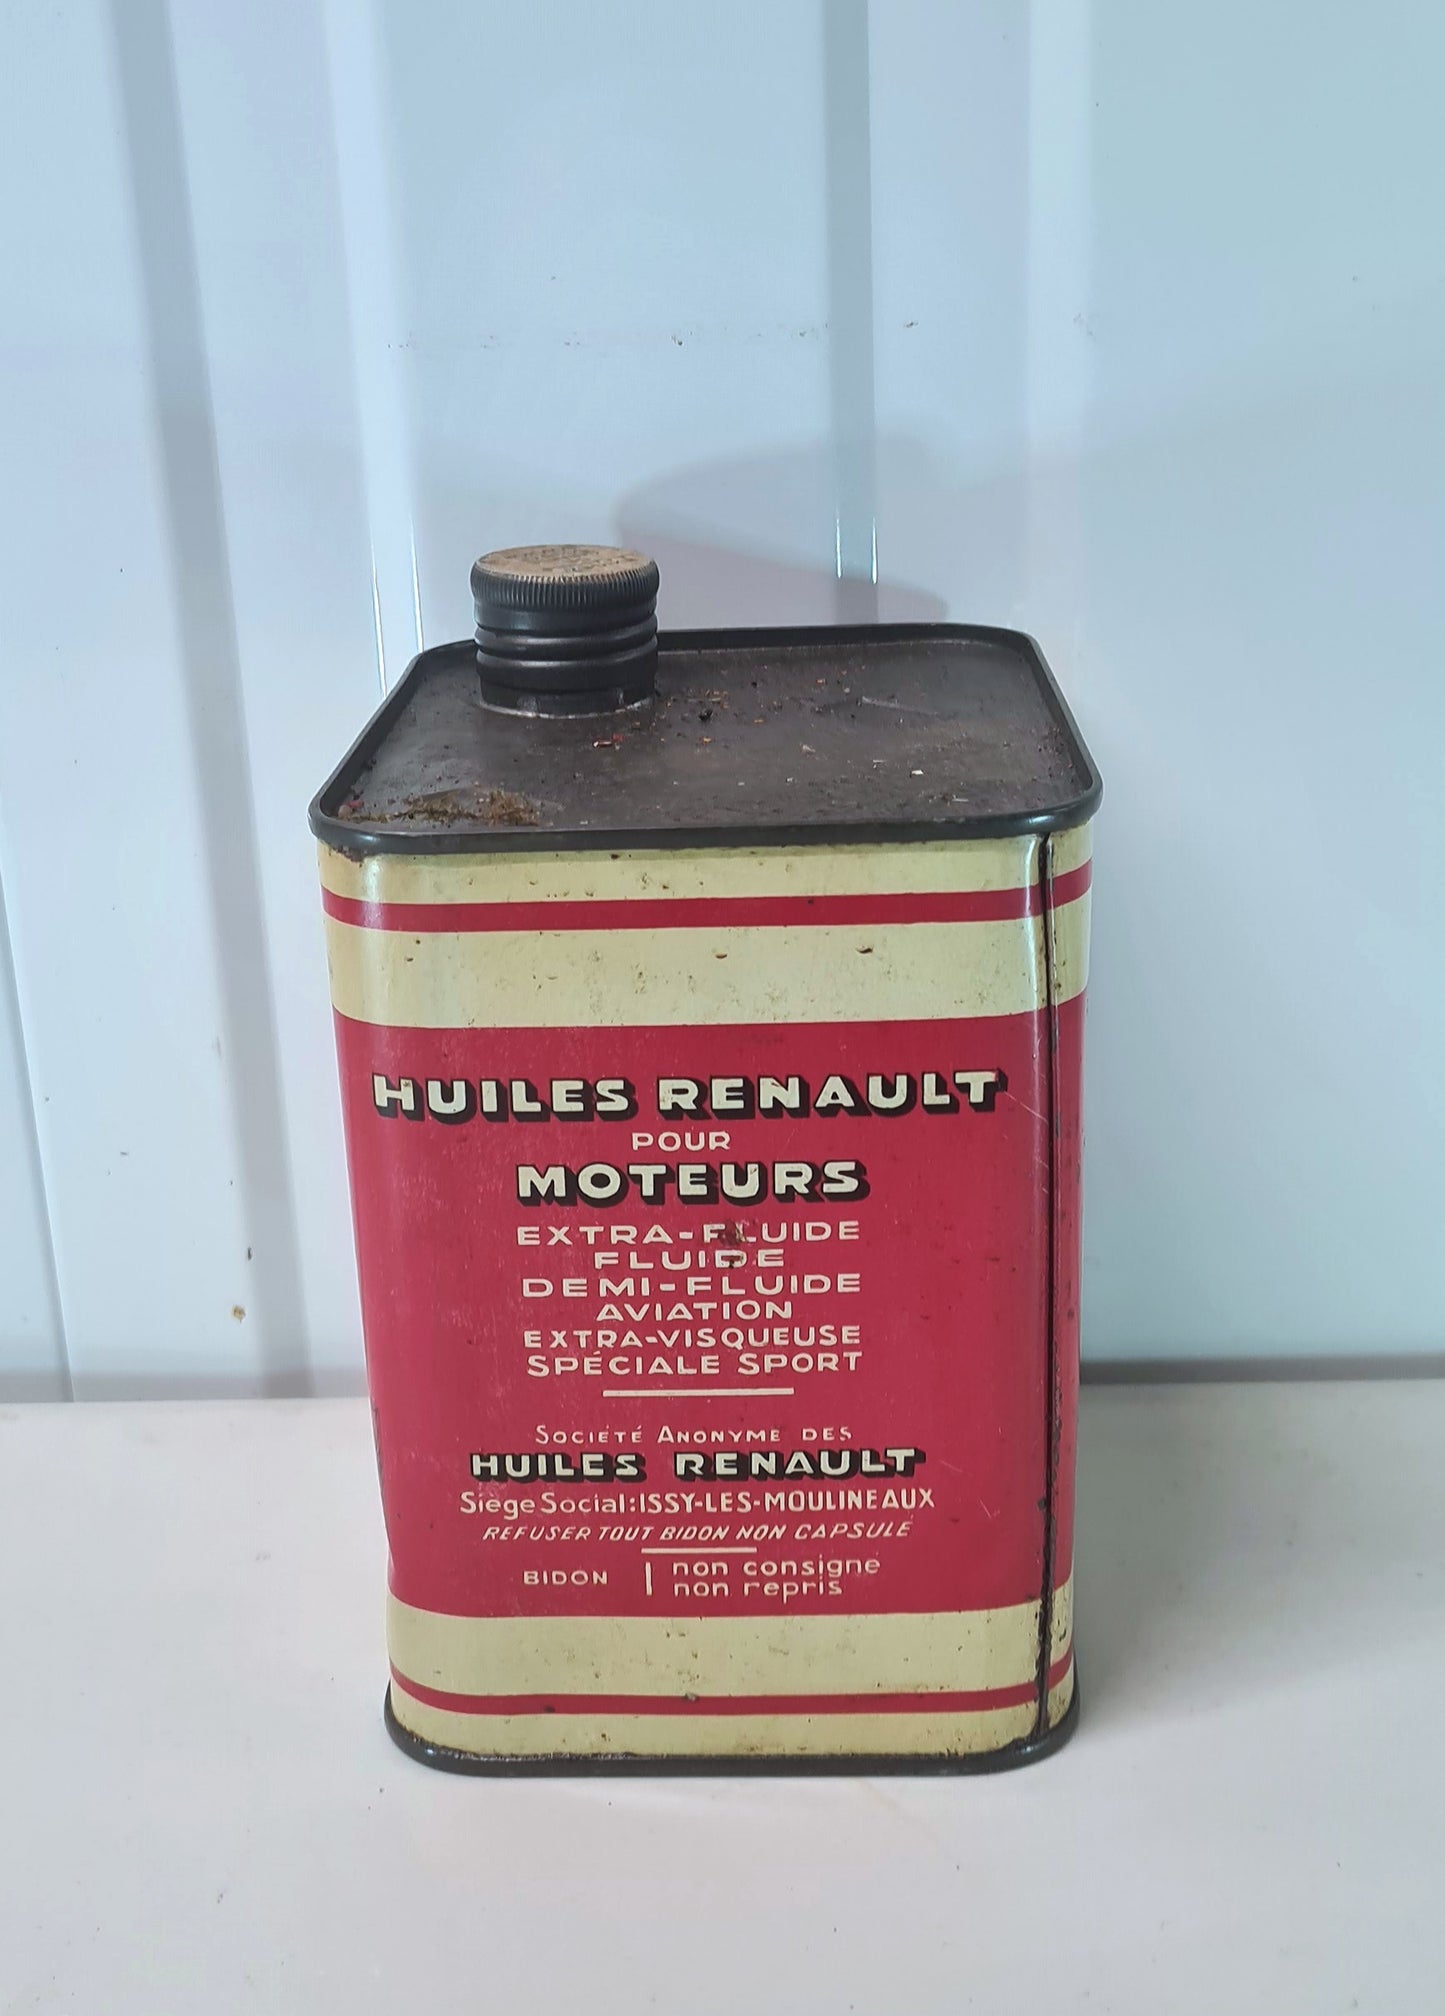 HUILES RENAULT
POUR
MOTEURS
EXTRA-FLUIDE
FLUIDE
DEMI-FLUIDE
AVIATION
EXTRA-VISQUEUSE
SPÉCIALE SPORT
SOCIÉTÉ ANONYME DES
HUILES RENAULT
Siège Social: ISSY-LES-MOULINEAUX
REFUSER TOUT BIDON NON CAPSULE
BIDON non consigne
non repris